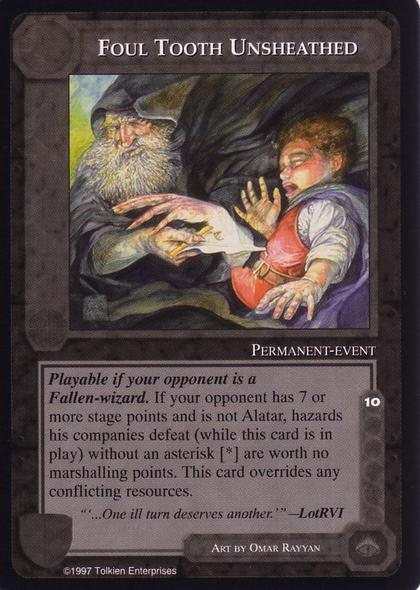 Foul Tooth Unsheathed
Permanent-event
Playable if your opponent is a
Fallen-wizard. If your opponent has 7 or
more stage points and is not Alatar, hazards
his companies defeat (while this card is in
play) without an asterisk [*] are worth no
marshalling points. This card overrides any
conflicting resources.
10
"‘...One ill turn deserves another.’"—LotRVI
Art by Omar Rayyan
©1997 Tolkien Enterprises